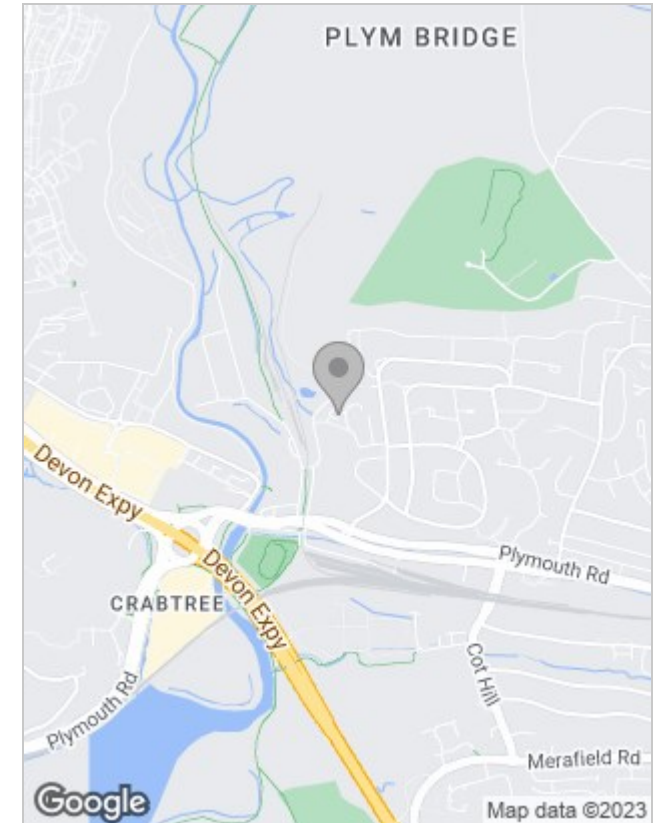 PLYM BRIDGE
Devon Expy
Devon Expy
Plymouth Rd
CRABTREE
Cot Hill
Plymouth Rd
Merafield Rd
Google
Map data ©2023